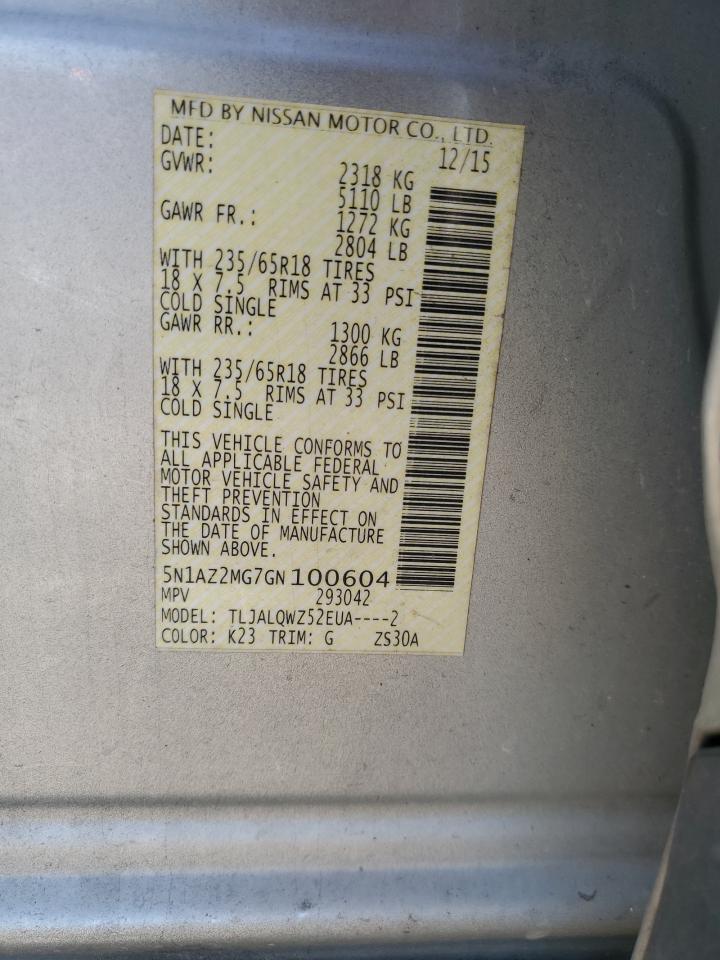 MFD BY NISSAN MOTOR CO., LTD.
DATE: 12/15
GVWR: 2318 KG
5110 LB
GAWR FR.: 1272 KG
2804 LB
WITH 235/65R18 TIRES
18 X 7.5 RIMS AT 33 PSI
COLD SINGLE
GAWR RR.: 1300 KG
2866 LB
WITH 235/65R18 TIRES
18 X 7.5 RIMS AT 33 PSI
COLD SINGLE
THIS VEHICLE CONFORMS TO
ALL APPLICABLE FEDERAL
MOTOR VEHICLE SAFETY AND
THEFT PREVENTION
STANDARDS IN EFFECT ON
THE DATE OF MANUFACTURE
SHOWN ABOVE.
5N1AZ2MG7GN100604
MPV 293042
MODEL: TLJALQWZ52EUA----2
COLOR: K23 TRIM: G ZS30A